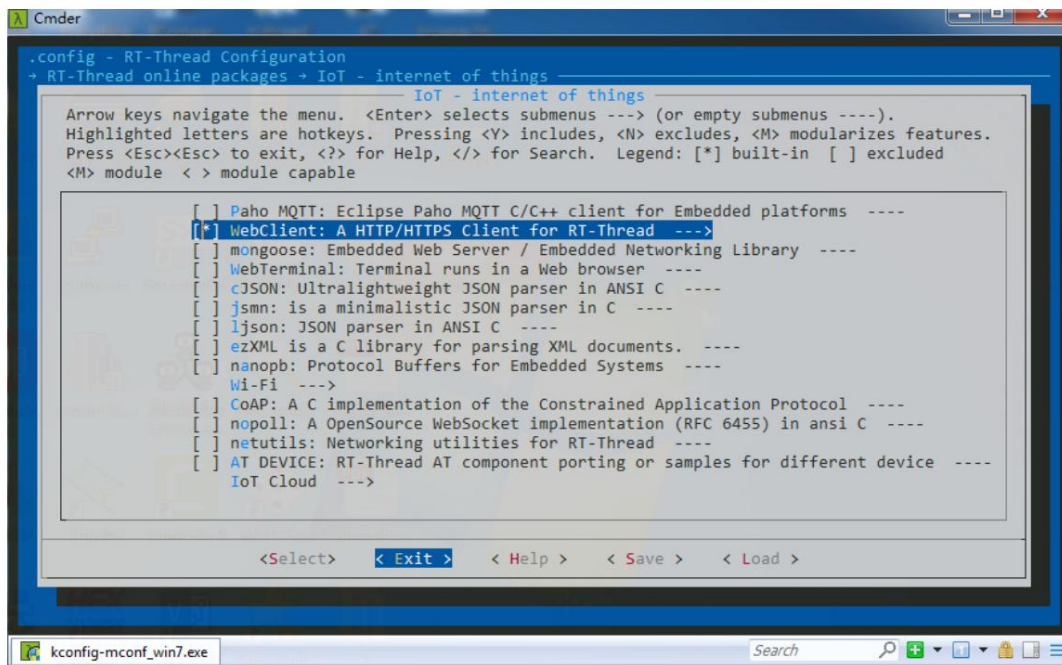 Cmder
.config - RT-Thread Configuration
→ RT-Thread online packages → IoT - internet of things
IoT - internet of things
Arrow keys navigate the menu.  <Enter> selects submenus ---> (or empty submenus ----).
Highlighted letters are hotkeys.  Pressing <Y> includes, <N> excludes, <M> modularizes features.
Press <Esc><Esc> to exit, <?> for Help, </> for Search.  Legend: [*] built-in  [ ] excluded
<M> module  < > module capable
[ ] Paho MQTT: Eclipse Paho MQTT C/C++ client for Embedded platforms  ----
[*] WebClient: A HTTP/HTTPS Client for RT-Thread  --->
[ ] mongoose: Embedded Web Server / Embedded Networking Library  ----
[ ] WebTerminal: Terminal runs in a Web browser  ----
[ ] cJSON: Ultralightweight JSON parser in ANSI C  ----
[ ] jsmn: is a minimalistic JSON parser in C  ----
[ ] ljson: JSON parser in ANSI C  ----
[ ] ezXML is a C library for parsing XML documents.  ----
[ ] nanopb: Protocol Buffers for Embedded Systems  ----
Wi-Fi  --->
[ ] CoAP: A C implementation of the Constrained Application Protocol  ----
[ ] nopoll: A OpenSource WebSocket implementation (RFC 6455) in ansi C  ----
[ ] netutils: Networking utilities for RT-Thread  ----
[ ] AT DEVICE: RT-Thread AT component porting or samples for different device  ----
IoT Cloud  --->
<Select>  < Exit >  < Help >  < Save >  < Load >
kconfig-mconf_win7.exe  Search